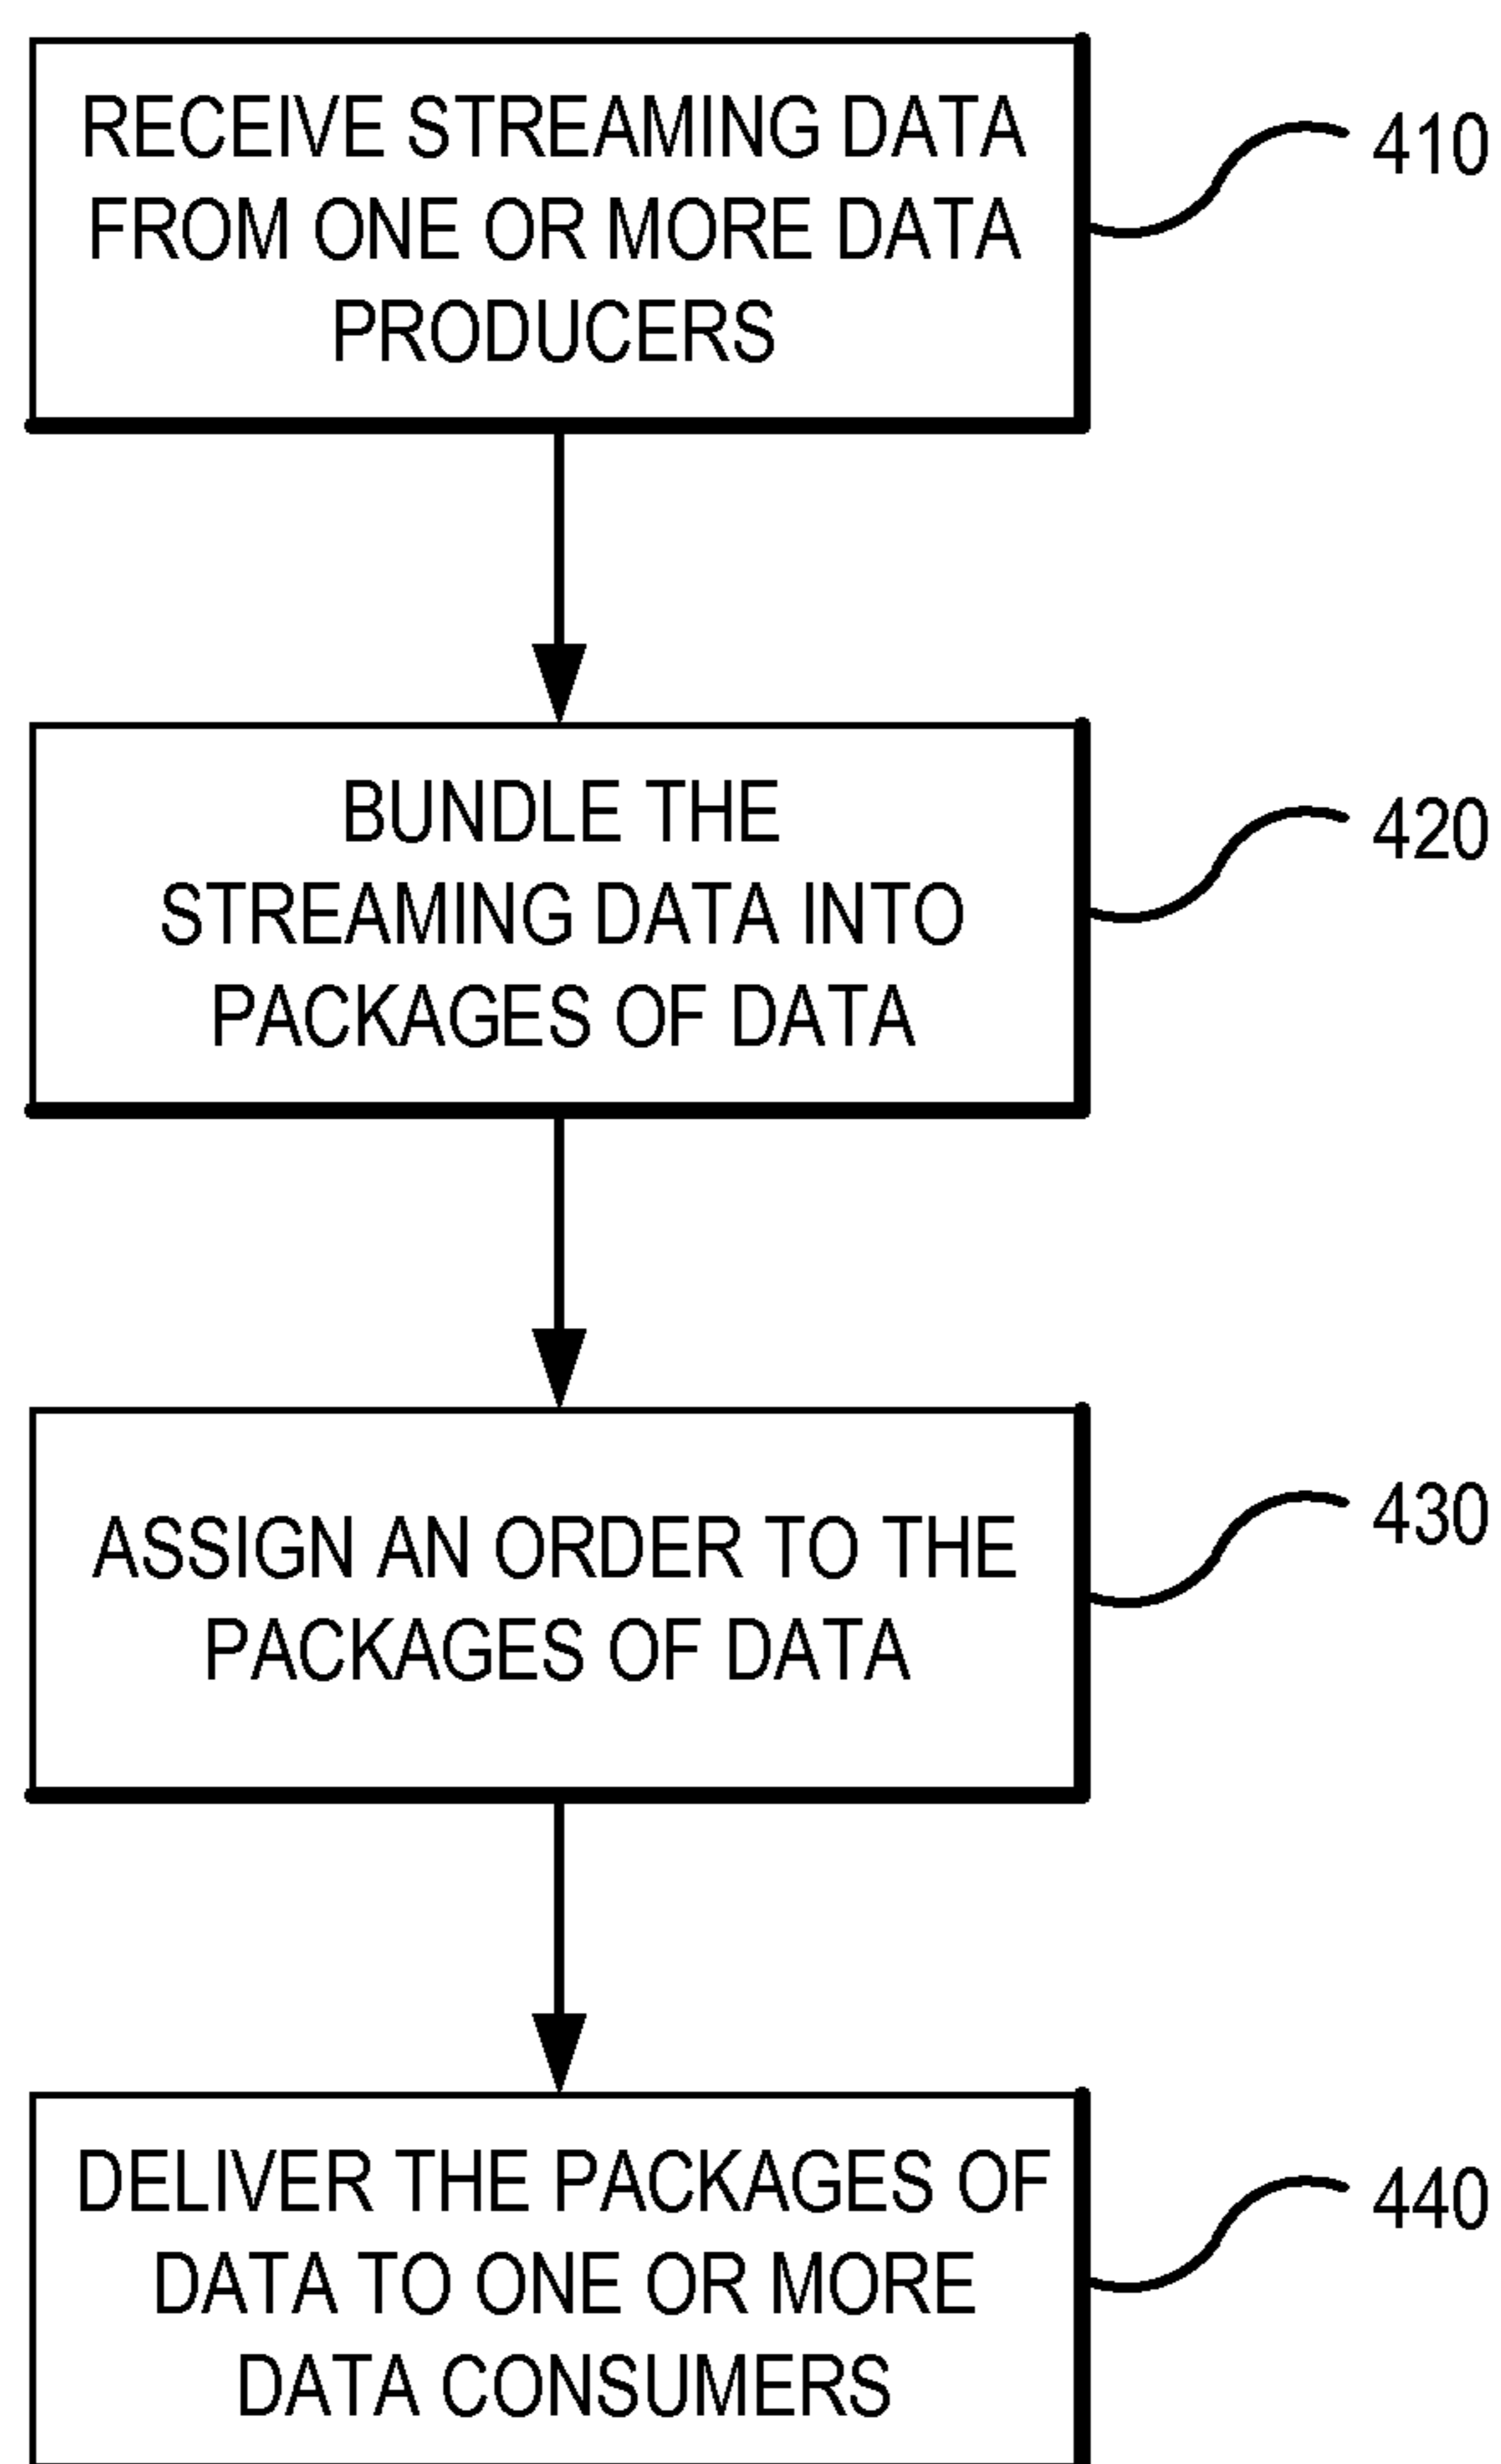 RECEIVE STREAMING DATA
FROM ONE OR MORE DATA
PRODUCERS
410
BUNDLE THE
STREAMING DATA INTO
PACKAGES OF DATA
420
ASSIGN AN ORDER TO THE
PACKAGES OF DATA
430
DELIVER THE PACKAGES OF
DATA TO ONE OR MORE
DATA CONSUMERS
440